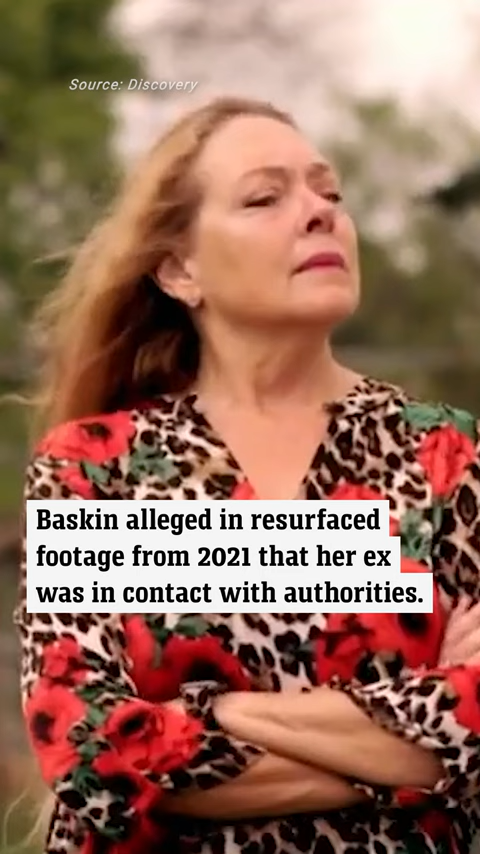 Source: Discovery
Baskin alleged in resurfaced
footage from 2021 that her ex
was in contact with authorities.